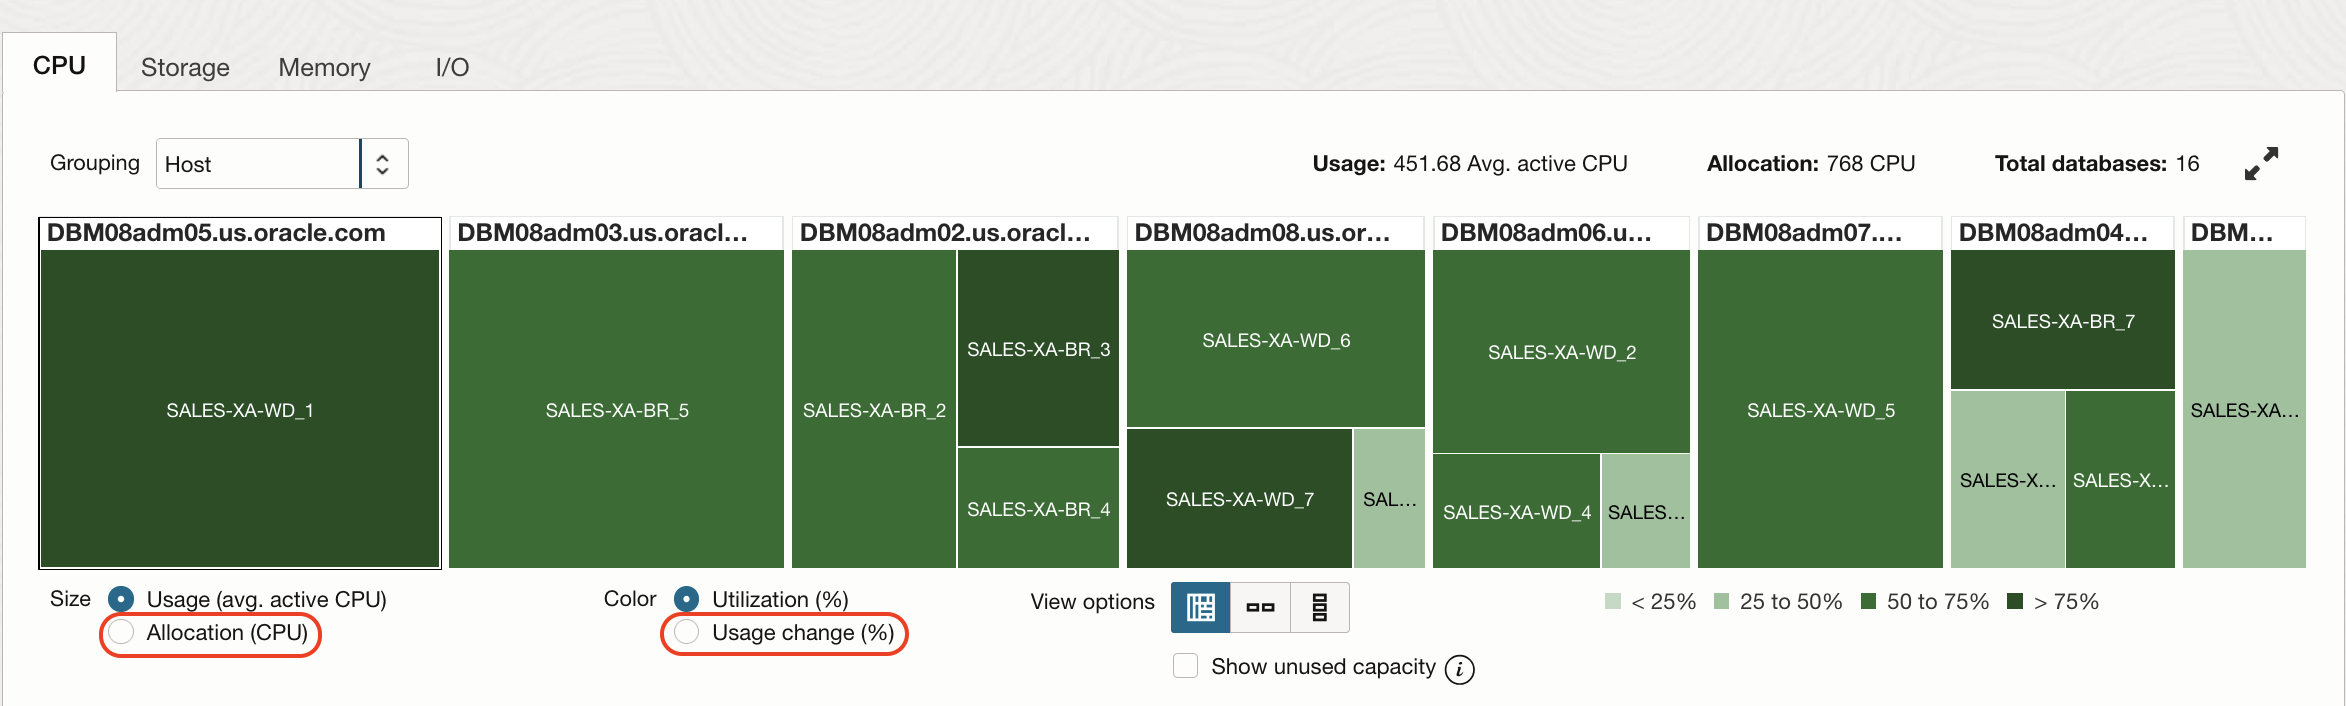 CPU Storage Memory I/O
Grouping Host Usage: 451.68 Avg. active CPU Allocation: 768 CPU Total databases: 16
DBM08adm05.us.oracle.com DBM08adm03.us.oracl... DBM08adm02.us.oracl... DBM08adm08.us.or... DBM08adm06.u... DBM08adm07.... DBM08adm04... DBM...
SALES-XA-WD_1
SALES-XA-BR_5
SALES-XA-BR_2
SALES-XA-BR_3
SALES-XA-BR_4
SALES-XA-WD_6
SALES-XA-WD_7
SAL...
SALES-XA-WD_2
SALES-XA-WD_4
SALES...
SALES-XA-WD_5
SALES-XA-BR_7
SALES-X...
SALES-X...
SALES-XA...
Size Usage (avg. active CPU) Color Utilization (%) View options < 25% 25 to 50% 50 to 75% > 75%
Allocation (CPU) Usage change (%)
Show unused capacity i